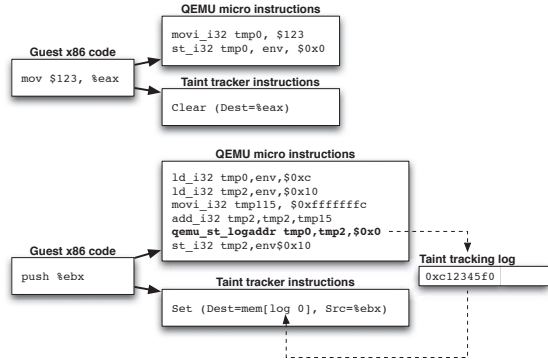 QEMU micro instructions
movi_i32 tmp0, $123
st_i32 tmp0, env, $0x0
Guest x86 code
mov $123, %eax
Taint tracker instructions
Clear (Dest=%eax)
QEMU micro instructions
ld_i32 tmp0,env,$0xc
ld_i32 tmp2,env,$0x10
movi_i32 tmp115, $0xfffffffc
add_i32 tmp2,tmp2,tmp15
qemu_st_logaddr tmp0,tmp2,$0x0
st_i32 tmp2,env$0x10
Guest x86 code
push %ebx
Taint tracking log
0xc12345f0
Taint tracker instructions
Set (Dest=mem[log 0], Src=%ebx)